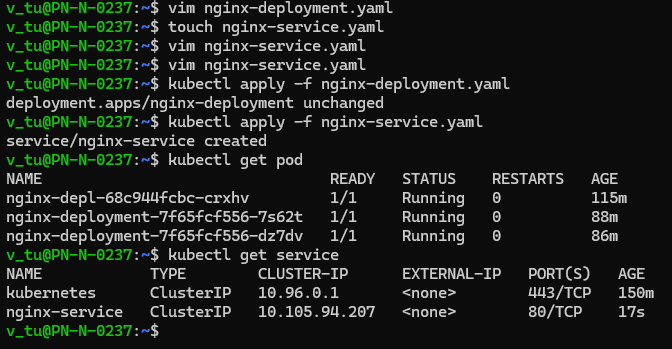 v_tu@PN-N-0237:~$ vim nginx-deployment.yaml
v_tu@PN-N-0237:~$ touch nginx-service.yaml
v_tu@PN-N-0237:~$ vim nginx-service.yaml
v_tu@PN-N-0237:~$ vim nginx-service.yaml
v_tu@PN-N-0237:~$ kubectl apply -f nginx-deployment.yaml
deployment.apps/nginx-deployment unchanged
v_tu@PN-N-0237:~$ kubectl apply -f nginx-service.yaml
service/nginx-service created
v_tu@PN-N-0237:~$ kubectl get pod
NAME                                READY   STATUS    RESTARTS   AGE
nginx-depl-68c944fcbc-crxhv         1/1     Running   0          115m
nginx-deployment-7f65fcf556-7s62t   1/1     Running   0          88m
nginx-deployment-7f65fcf556-dz7dv   1/1     Running   0          86m
v_tu@PN-N-0237:~$ kubectl get service
NAME            TYPE        CLUSTER-IP      EXTERNAL-IP   PORT(S)   AGE
kubernetes      ClusterIP   10.96.0.1       <none>        443/TCP   150m
nginx-service   ClusterIP   10.105.94.207   <none>        80/TCP    17s
v_tu@PN-N-0237:~$